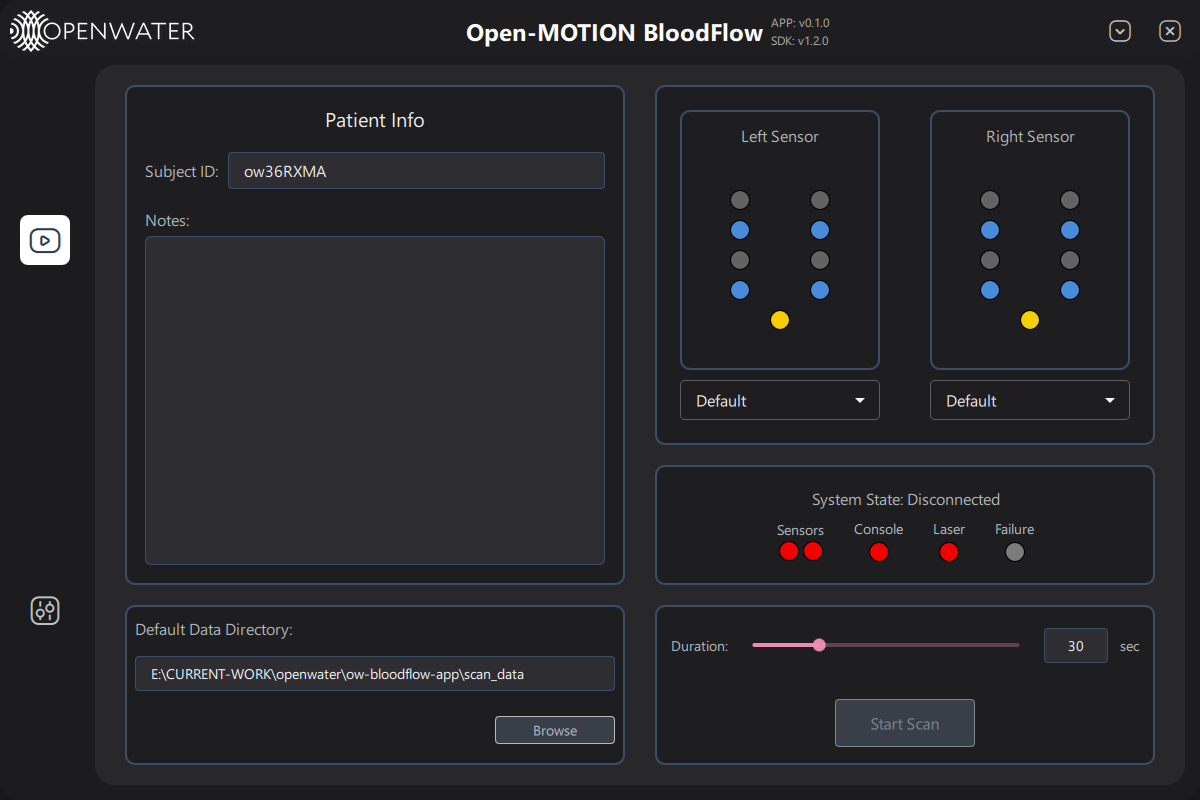 OPENWATER
Open-MOTION BloodFlow
APP: v0.1.0
SDK: v1.2.0
Patient Info
Subject ID:
ow36RXMA
Notes:
Left Sensor
Right Sensor
Default
Default
System State: Disconnected
Sensors
Console
Laser
Failure
Default Data Directory:
E:\CURRENT-WORK\openwater\ow-bloodflow-app\scan_data
Browse
Duration:
30
sec
Start Scan